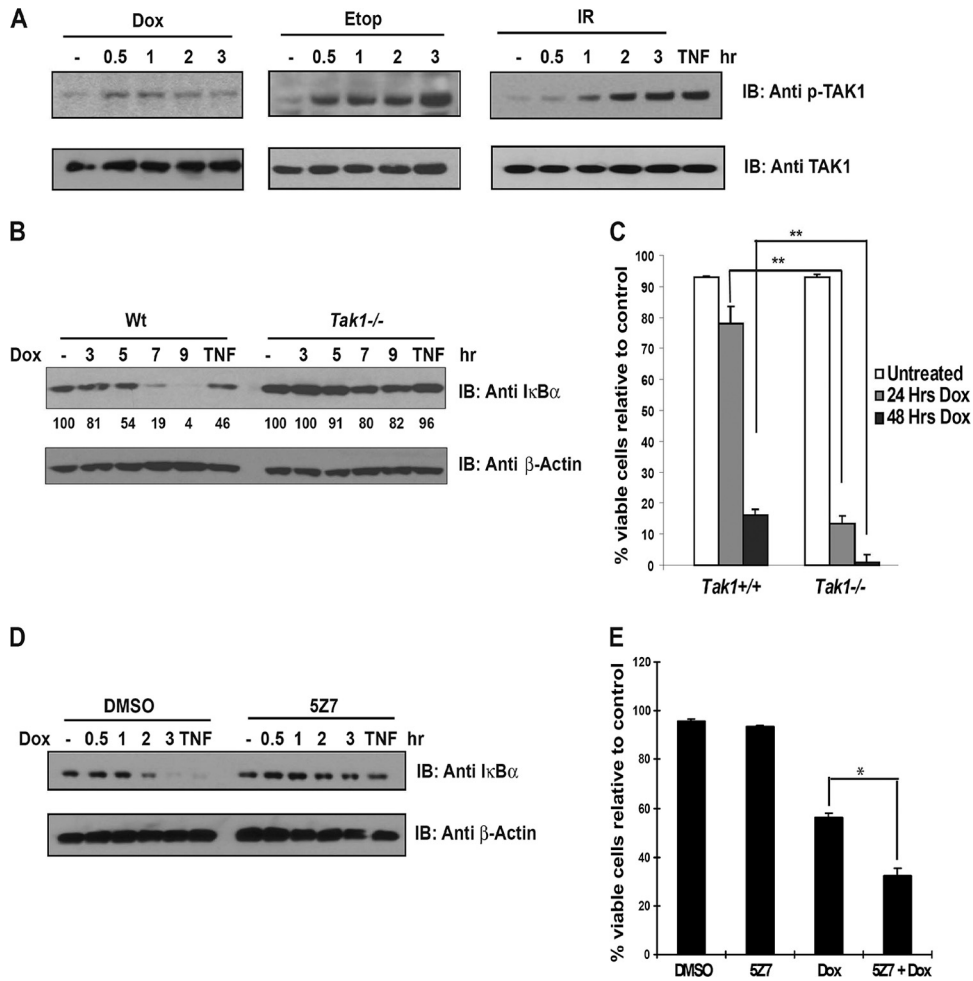 A
Dox
- 0.5 1 2 3
Etop
- 0.5 1 2 3
IR
- 0.5 1 2 3 TNF hr
IB: Anti p-TAK1
IB: Anti TAK1
B
Wt
Tak1-/-
Dox - 3 5 7 9 TNF - 3 5 7 9 TNF hr
IB: Anti IκBα
100 81 54 19 4 46 100 100 91 80 82 96
IB: Anti β-Actin
C
**
**
% viable cells relative to control
100
90
80
70
60
50
40
30
20
10
0
Tak1+/+
Tak1-/-
Untreated
24 Hrs Dox
48 Hrs Dox
D
DMSO
5Z7
Dox - 0.5 1 2 3 TNF - 0.5 1 2 3 TNF hr
IB: Anti IκBα
IB: Anti β-Actin
E
% viable cells relative to control
120
100
80
60
40
20
0
*
DMSO
5Z7
Dox
5Z7 + Dox